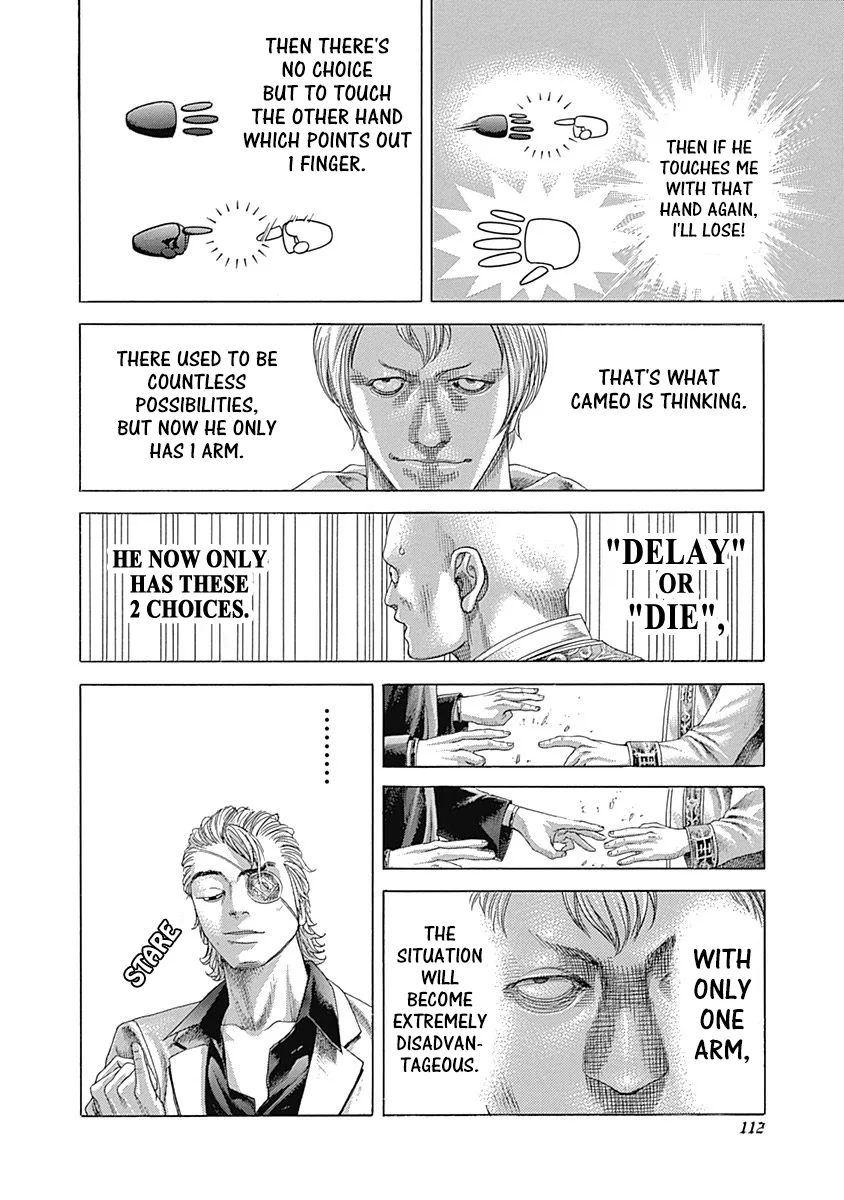 THEN IF HE
TOUCHES ME
WITH THAT
HAND AGAIN,
I'LL LOSE!
THEN THERE'S
NO CHOICE
BUT TO TOUCH
THE OTHER HAND
WHICH POINTS OUT
1 FINGER.
THAT'S WHAT
CAMEO IS THINKING.
THERE USED TO BE
COUNTLESS
POSSIBILITIES,
BUT NOW HE ONLY
HAS 1 ARM.
"DELAY"
OR
"DIE",
HE NOW ONLY
HAS THESE
2 CHOICES.
WITH
ONLY
ONE
ARM,
THE
SITUATION
WILL
BECOME
EXTREMELY
DISADVAN-
TAGEOUS.
........
STARE
112